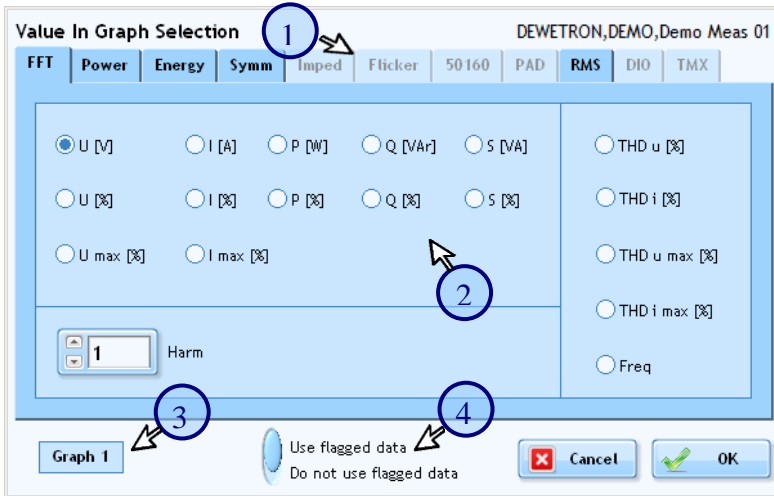 Value In Graph Selection 1 DEWETRON,DEMO,Demo Meas 01
FFT Power Energy Symm Imped Flicker 50160 PAD RMS DIO TMX
U [V] I [A] P [W] Q [VAr] S [VA] THD u [%]
U [%] I [%] P [%] Q [%] S [%] THD i [%]
U max [%] I max [%] THD u max [%]
2
THD i max [%]
1 Harm
Freq
3 4
Graph 1 Use flagged data Cancel OK
Do not use flagged data